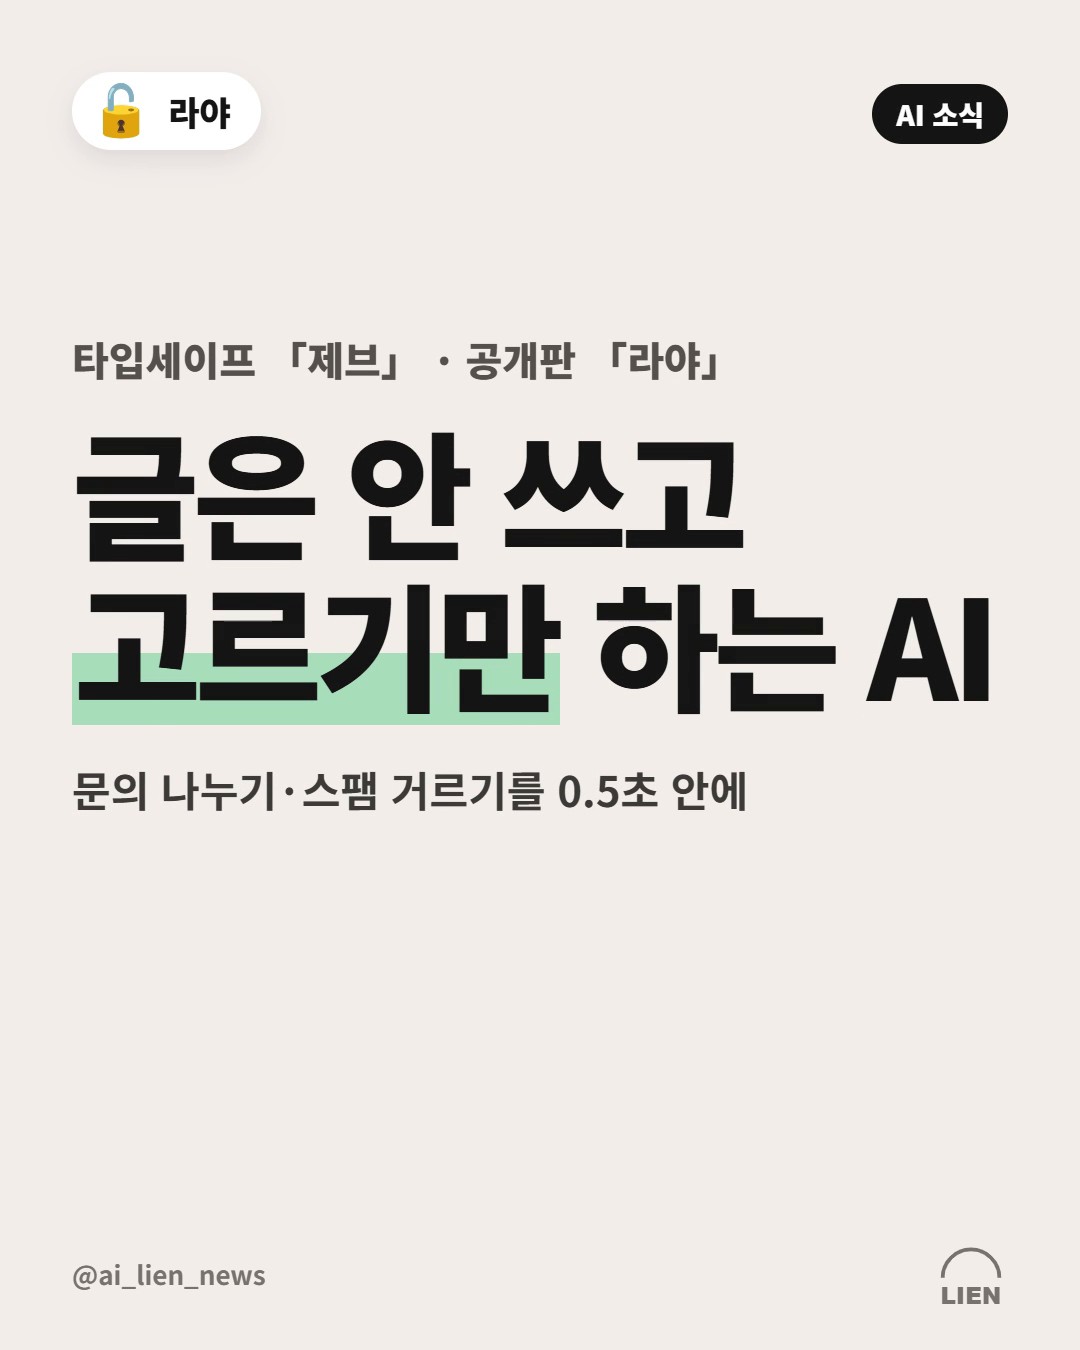 라야
AI 소식
타입세이프 「제브」 · 공개판 「라야」
글은 안 쓰고
고르기만 하는 AI
문의 나누기·스팸 거르기를 0.5초 안에
@ai_lien_news
LIEN